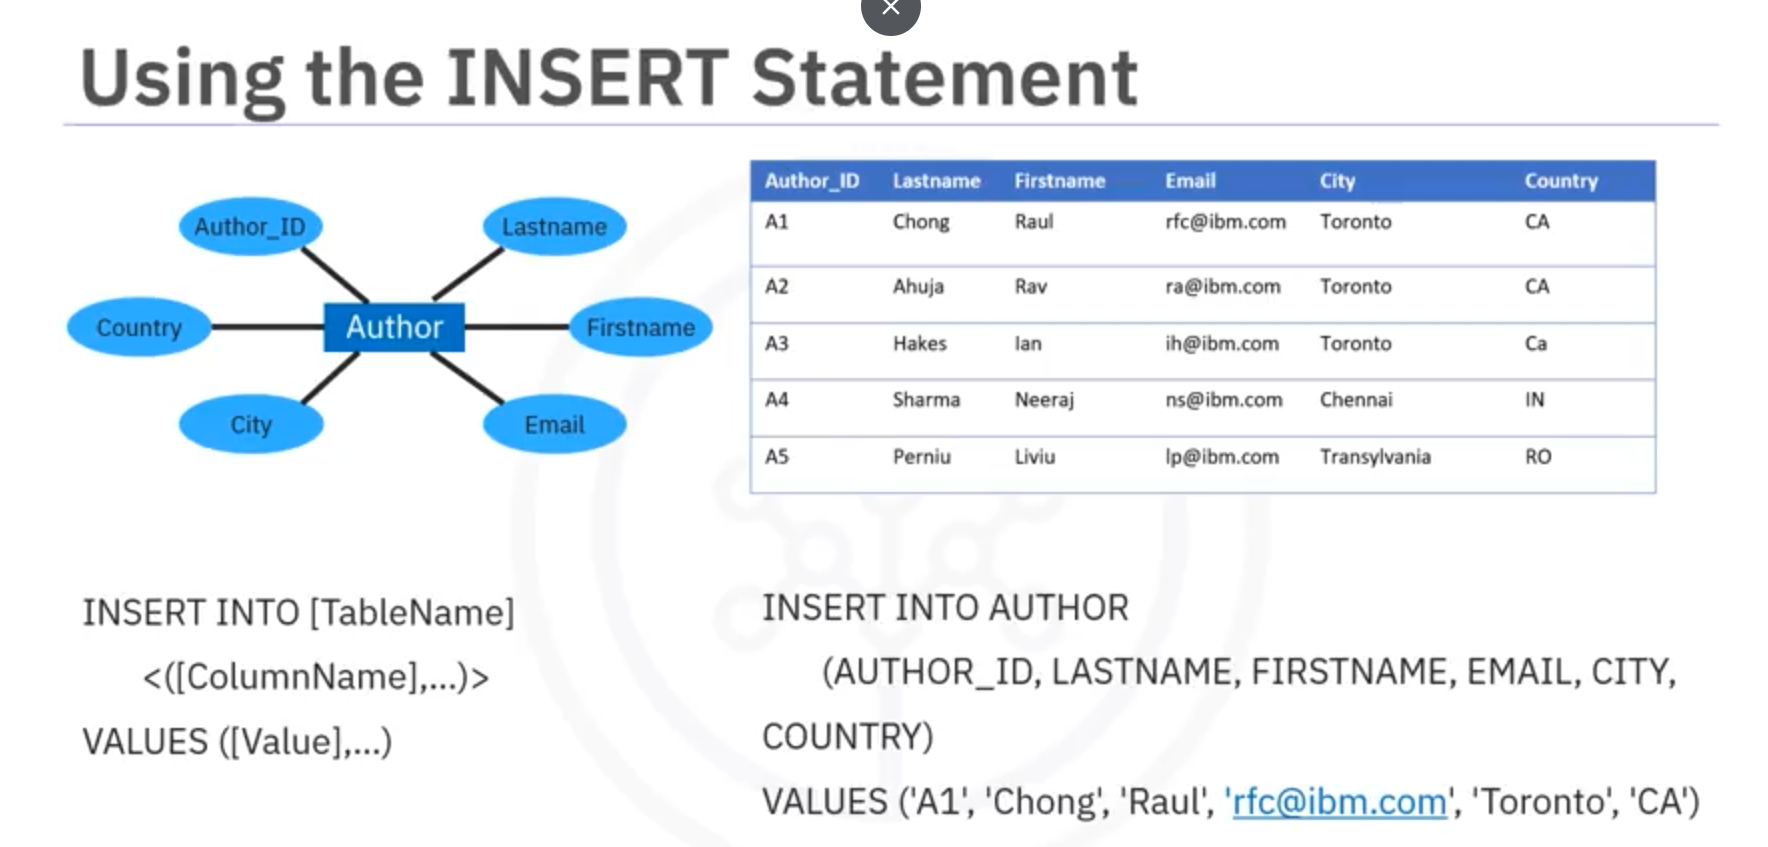 Using the INSERT Statement
Author_ID
Lastname
Country
Author
Firstname
City
Email
Author_ID Lastname Firstname Email City Country
A1 Chong Raul rfc@ibm.com Toronto CA
A2 Ahuja Rav ra@ibm.com Toronto CA
A3 Hakes Ian ih@ibm.com Toronto Ca
A4 Sharma Neeraj ns@ibm.com Chennai IN
A5 Perniu Liviu lp@ibm.com Transylvania RO
INSERT INTO [TableName]
<([ColumnName],...)>
VALUES ([Value],...)
INSERT INTO AUTHOR
(AUTHOR_ID, LASTNAME, FIRSTNAME, EMAIL, CITY,
COUNTRY)
VALUES ('A1', 'Chong', 'Raul', 'rfc@ibm.com', 'Toronto', 'CA')